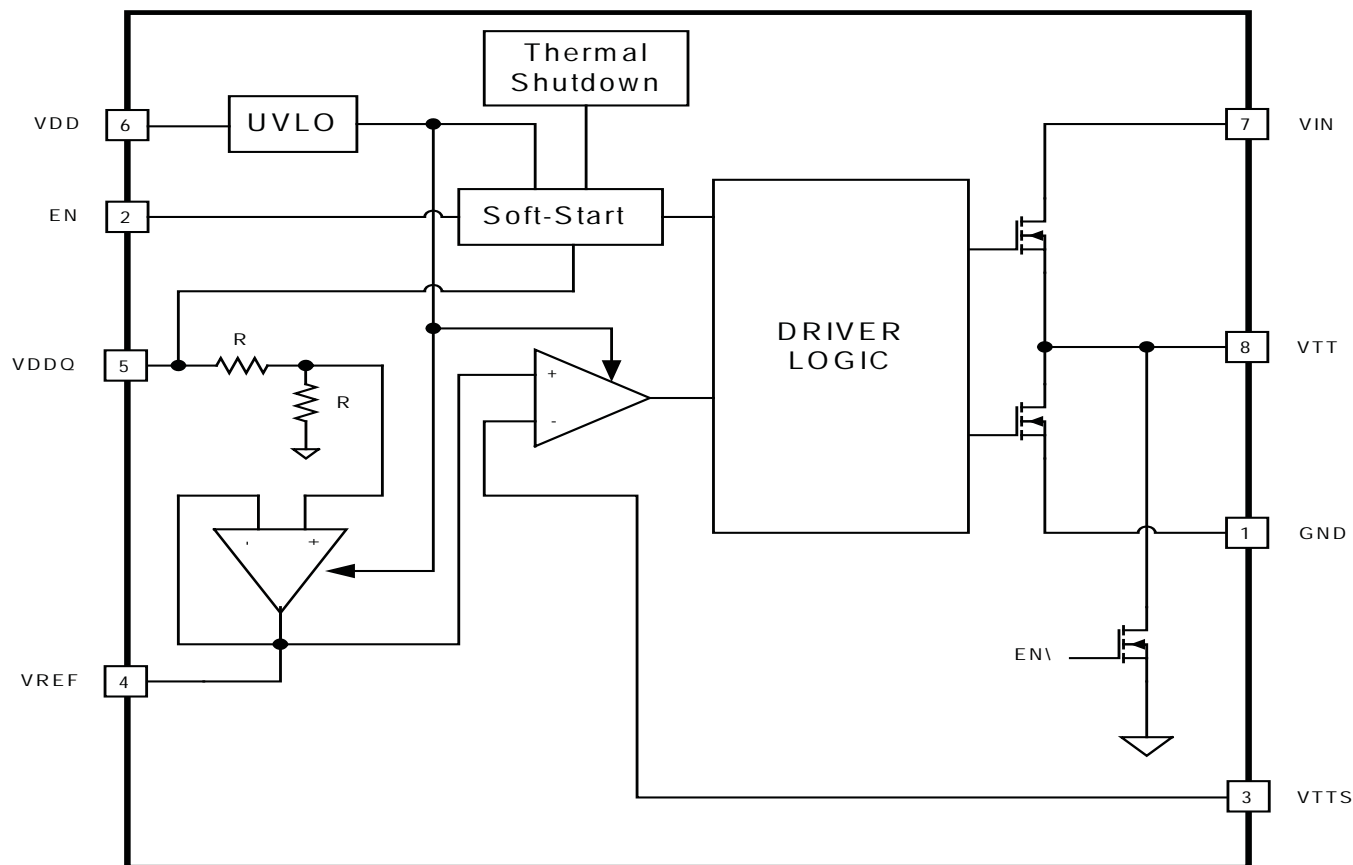 Thermal
Shutdown
VDD
6
UVLO
7
VIN
EN
2
Soft-Start
DRIVER
LOGIC
R
VDDQ
5
R
+
-
8
VTT
-
+
1
GND
EN\
VREF
4
3
VTTS